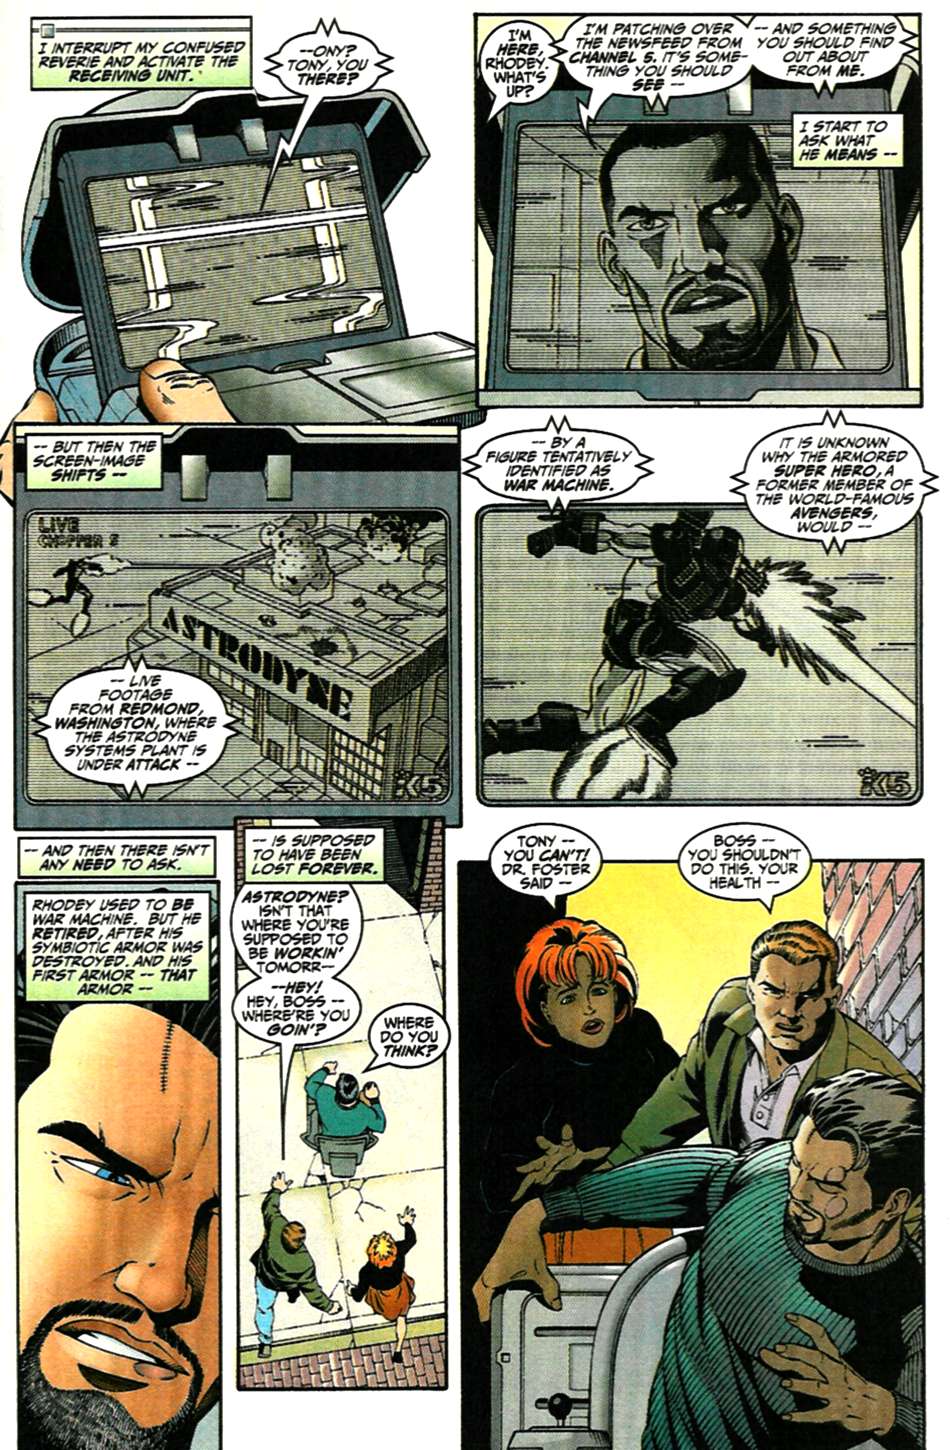 I INTERRUPT MY CONFUSED
REVERIE AND ACTIVATE THE
RECEIVING UNIT.
--ONY?
TONY, YOU
THERE?
I'M
HERE,
RHODEY.
WHAT'S
UP?
I'M PATCHING OVER
THE NEWSFEED FROM
CHANNEL 5. IT'S SOME-
THING YOU SHOULD
SEE --
-- AND SOMETHING
YOU SHOULD FIND
OUT ABOUT
FROM ME.
I START TO
ASK WHAT
HE MEANS --
-- BUT THEN THE
SCREEN-IMAGE
SHIFTS --
LIVE
CHOPPER 5
ASTRODYNE
-- LIVE
FOOTAGE
FROM REDMOND,
WASHINGTON, WHERE
THE ASTRODYNE
SYSTEMS PLANT IS
UNDER ATTACK --
K5
-- BY A
FIGURE TENTATIVELY
IDENTIFIED AS
WAR MACHINE.
IT IS UNKNOWN
WHY THE ARMORED
SUPER HERO, A
FORMER MEMBER OF
THE WORLD-FAMOUS
AVENGERS,
WOULD --
K5
-- AND THEN THERE ISN'T
ANY NEED TO ASK.
RHODEY USED TO BE
WAR MACHINE. BUT HE
RETIRED, AFTER HIS
SYMBIOTIC ARMOR WAS
DESTROYED. AND HIS
FIRST ARMOR -- THAT
ARMOR --
-- IS SUPPOSED
TO HAVE BEEN
LOST FOREVER.
ASTRODYNE?
ISN'T THAT
WHERE YOU'RE
SUPPOSED TO
BE WORKIN'
TOMORR--
--HEY!
HEY, BOSS --
WHERE'RE YOU
GOIN'?
WHERE
DO YOU
THINK?
TONY --
YOU CAN'T!
DR. FOSTER
SAID --
BOSS --
YOU SHOULDN'T
DO THIS. YOUR
HEALTH --